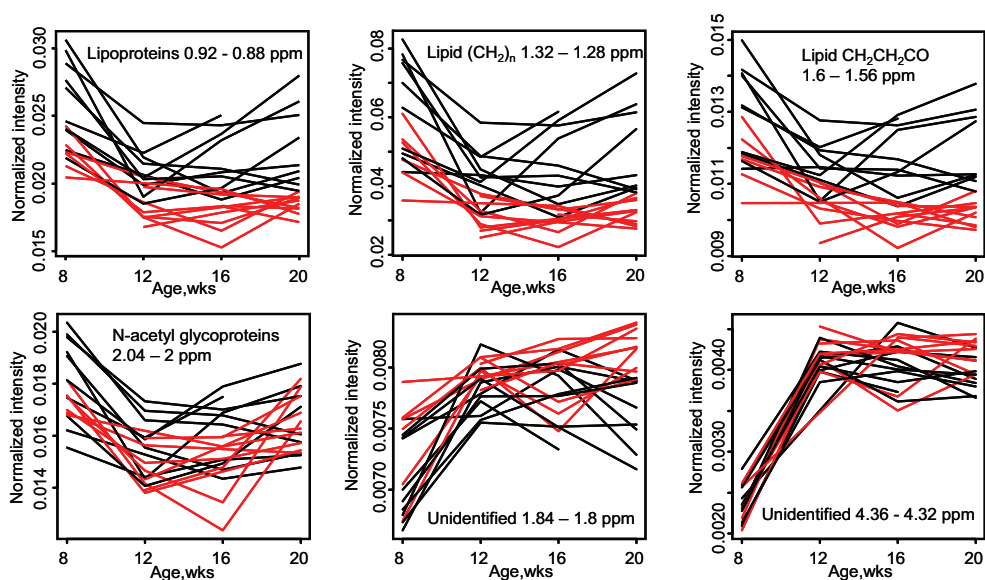 Lipoproteins 0.92 - 0.88 ppm
Normalized intensity
0.030
0.025
0.020
0.015
8 12 16 20
Age,wks
Lipid (CH₂)ₙ 1.32 – 1.28 ppm
Normalized intensity
0.08
0.06
0.04
0.02
8 12 16 20
Age,wks
Lipid CH₂CH₂CO
1.6 – 1.56 ppm
Normalized intensity
0.015
0.013
0.011
0.009
8 12 16 20
Age,wks
N-acetyl glycoproteins
2.04 – 2 ppm
Normalized intensity
0.020
0.018
0.016
0.014
8 12 16 20
Age,wks
Normalized intensity
0.0080
0.0075
0.0070
Unidentified 1.84 – 1.8 ppm
8 12 16 20
Age,wks
Normalized intensity
0.0040
0.0030
0.0020
Unidentified 4.36 - 4.32 ppm
8 12 16 20
Age,wks